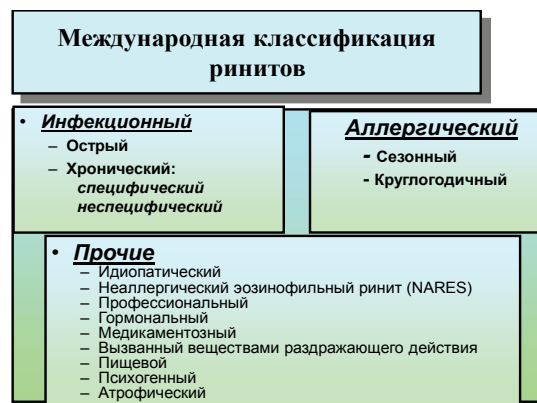 Международная классификация
ринитов
• Инфекционный
– Острый
– Хронический:
специфический
неспецифический
Аллергический
- Сезонный
- Круглогодичный
• Прочие
– Идиопатический
– Неаллергический эозинофильный ринит (NARES)
– Профессиональный
– Гормональный
– Медикаментозный
– Вызванный веществами раздражающего действия
– Пищевой
– Психогенный
– Атрофический